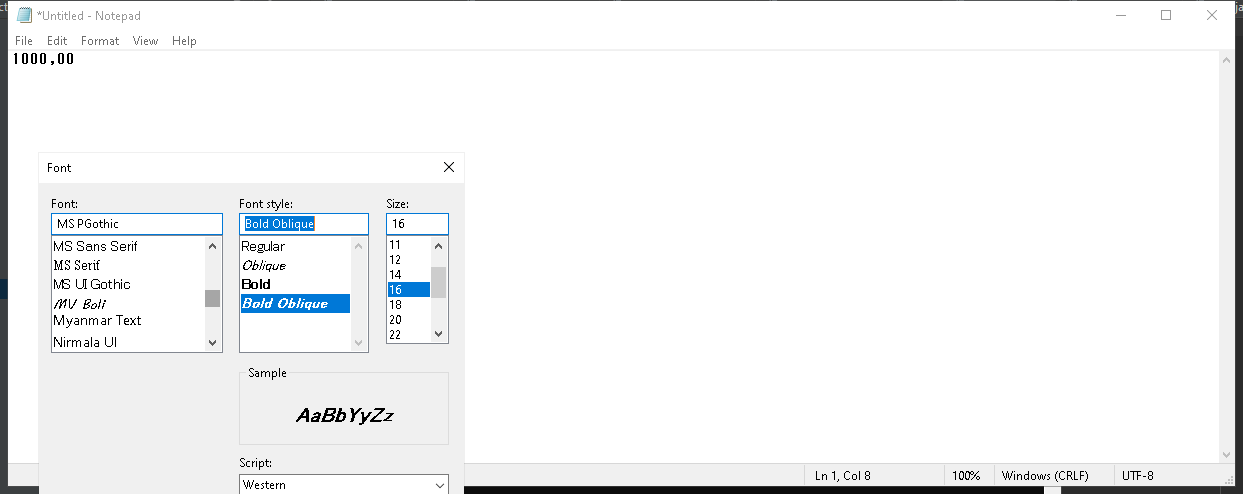 *Untitled - Notepad
File Edit Format View Help
1000,00
Font
Font: Font style: Size:
MS PGothic Bold Oblique 16
MS Sans Serif
MS Serif
MS UI Gothic
MV Boli
Myanmar Text
Nirmala UI
Regular
Oblique
Bold
Bold Oblique
11
12
14
16
18
20
22
Sample
AaBbYyZz
Script:
Western
Ln 1, Col 8 100% Windows (CRLF) UTF-8